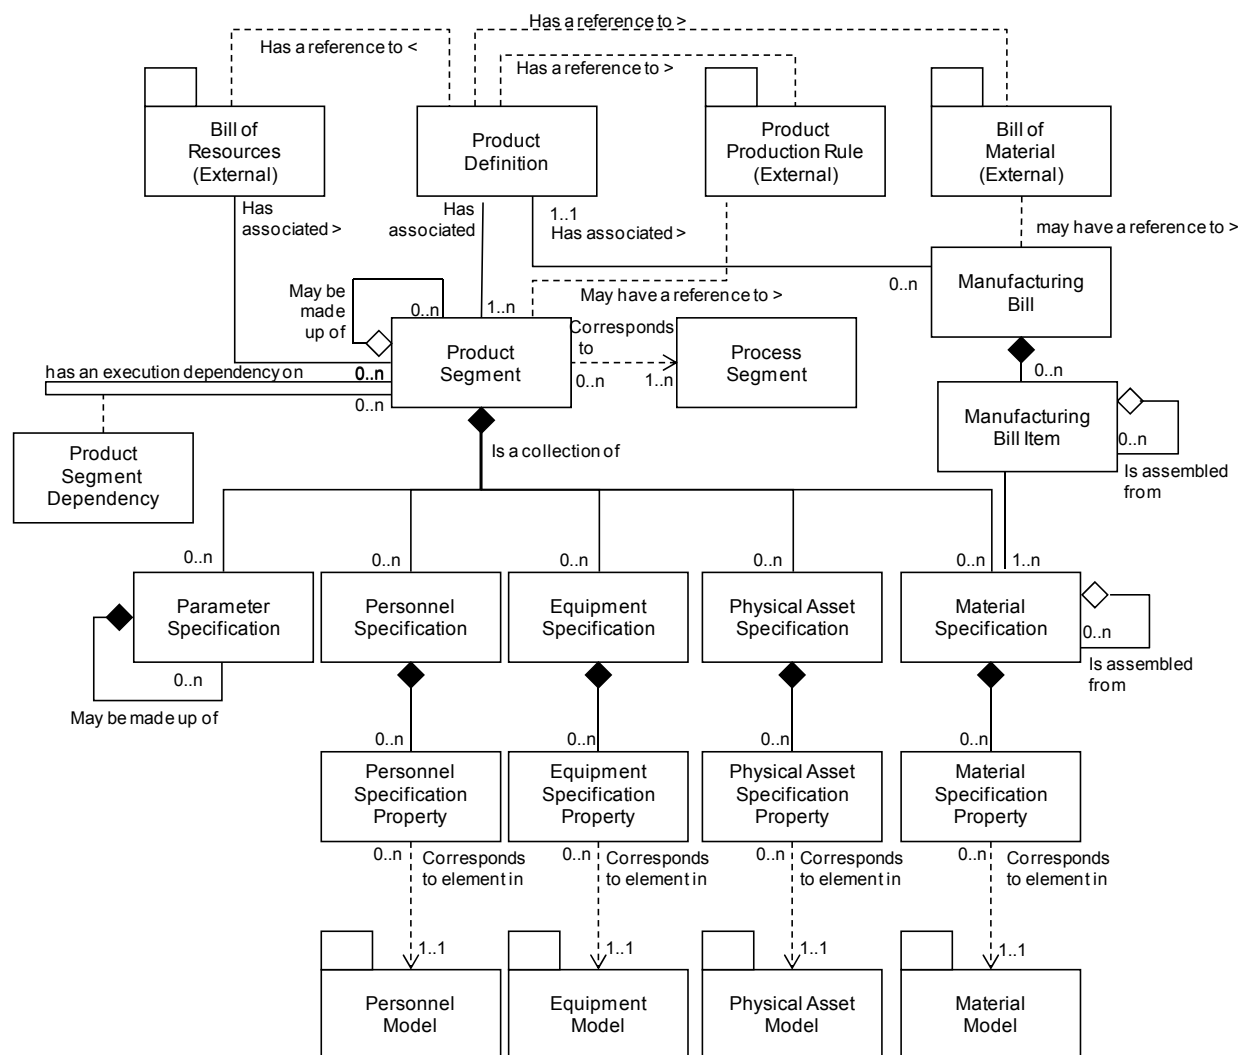 Has a reference to >
Has a reference to <
Has a reference to >
Bill of
Resources
(External)
Product
Definition
Product
Production Rule
(External)
Bill of
Material
(External)
Has
associated >
Has
associated
1..1
Has associated >
may have a reference to >
0..n
Manufacturing
Bill
May be
made
up of
0..n
1..n
May have a reference to >
Corresponds
to
Product
Segment
0..n
1..n
Process
Segment
has an execution dependency on
0..n
0..n
0..n
Manufacturing
Bill Item
0..n
Is assembled
from
Product
Segment
Dependency
Is a collection of
0..n
0..n
0..n
0..n
0..n
1..n
Parameter
Specification
Personnel
Specification
Equipment
Specification
Physical Asset
Specification
Material
Specification
0..n
Is assembled
from
0..n
May be made up of
0..n
0..n
0..n
0..n
Personnel
Specification
Property
Equipment
Specification
Property
Physical Asset
Specification
Property
Material
Specification
Property
0..n
Corresponds
to element in
0..n
Corresponds
to element in
0..n
Corresponds
to element in
0..n
Corresponds
to element in
1..1
1..1
1..1
1..1
Personnel
Model
Equipment
Model
Physical Asset
Model
Material
Model